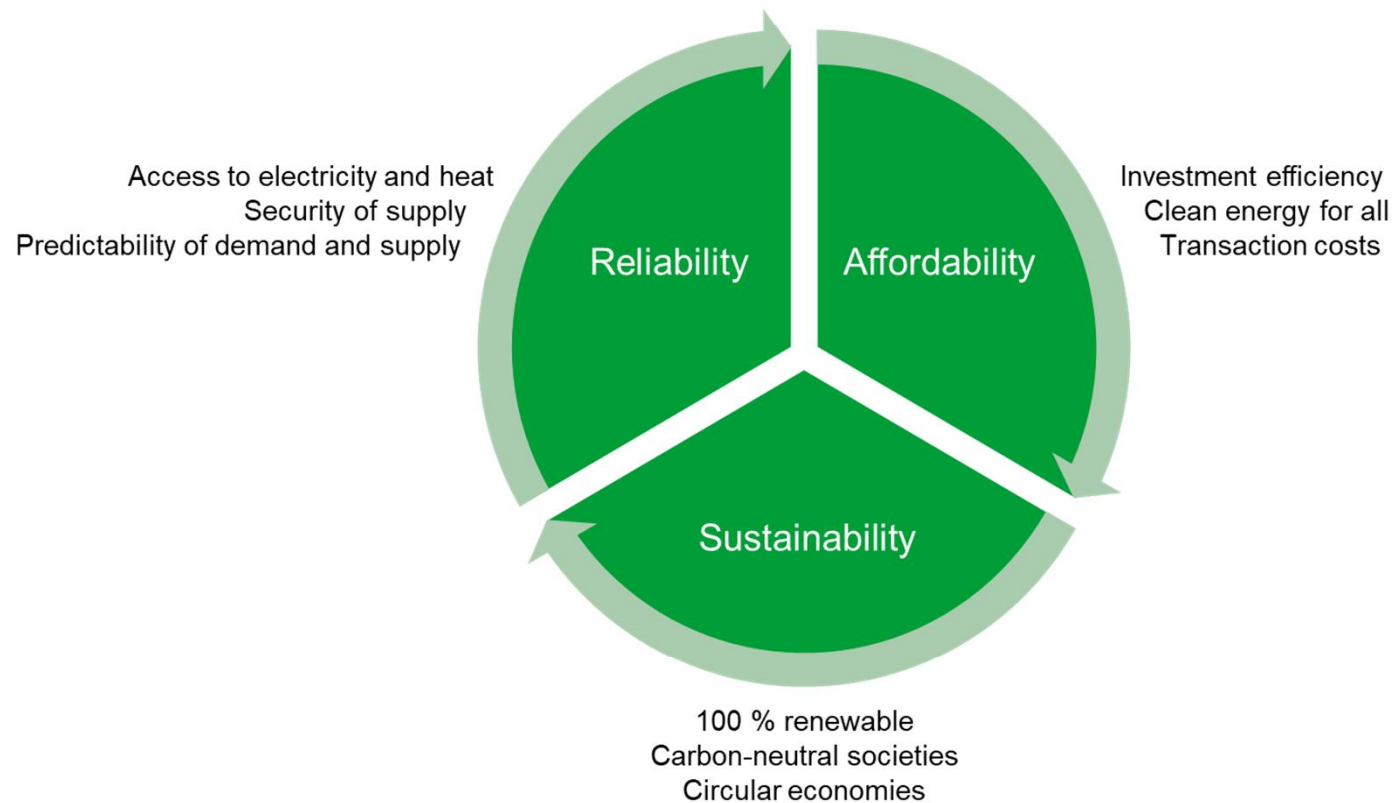 Access to electricity and heat
Security of supply
Predictability of demand and supply
Reliability
Affordability
Investment efficiency
Clean energy for all
Transaction costs
Sustainability
100 % renewable
Carbon-neutral societies
Circular economies